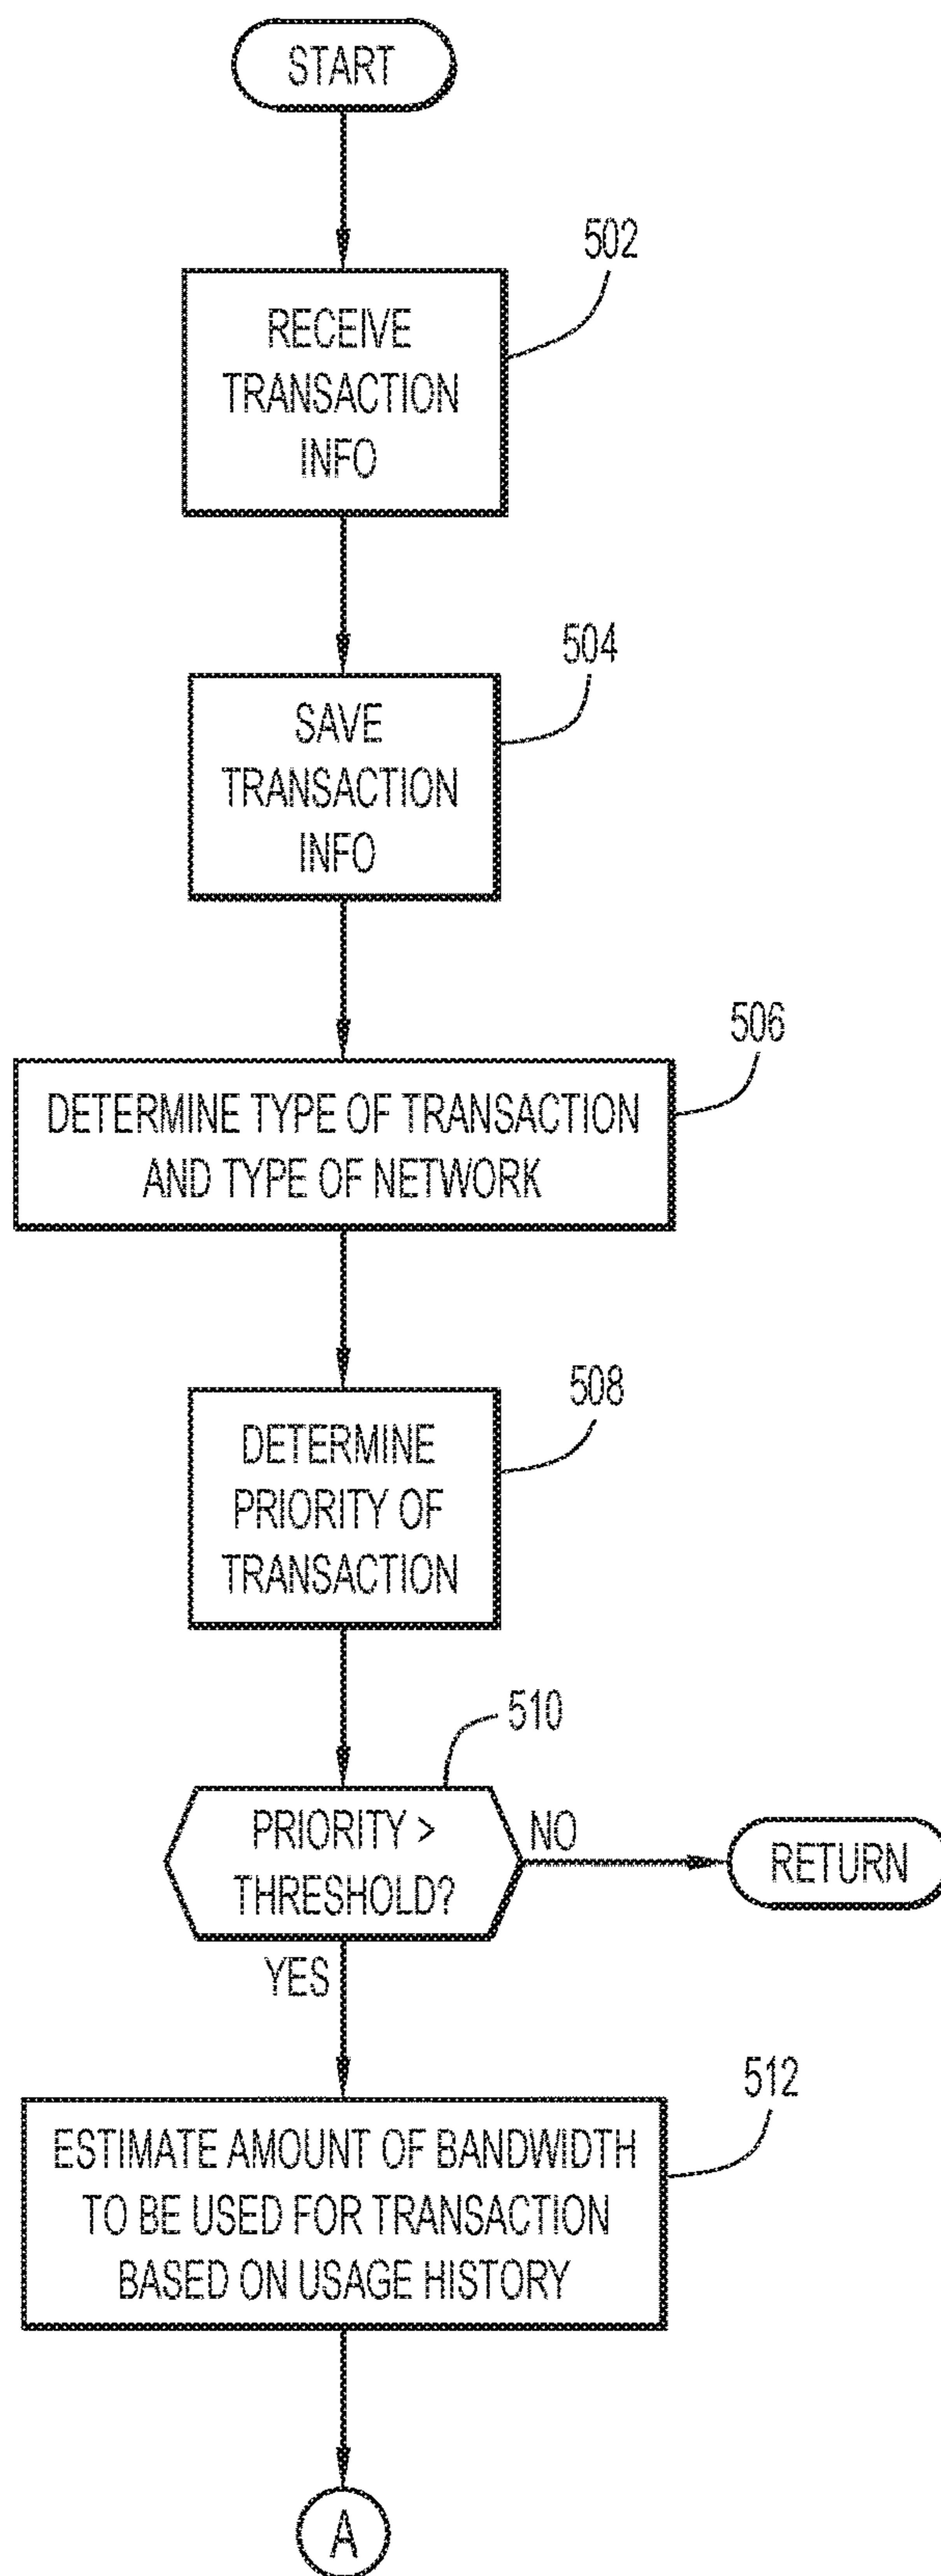 START
502
RECEIVE
TRANSACTION
INFO
504
SAVE
TRANSACTION
INFO
506
DETERMINE TYPE OF TRANSACTION
AND TYPE OF NETWORK
508
DETERMINE
PRIORITY OF
TRANSACTION
510
PRIORITY >
THRESHOLD?
NO
RETURN
YES
512
ESTIMATE AMOUNT OF BANDWIDTH
TO BE USED FOR TRANSACTION
BASED ON USAGE HISTORY
A